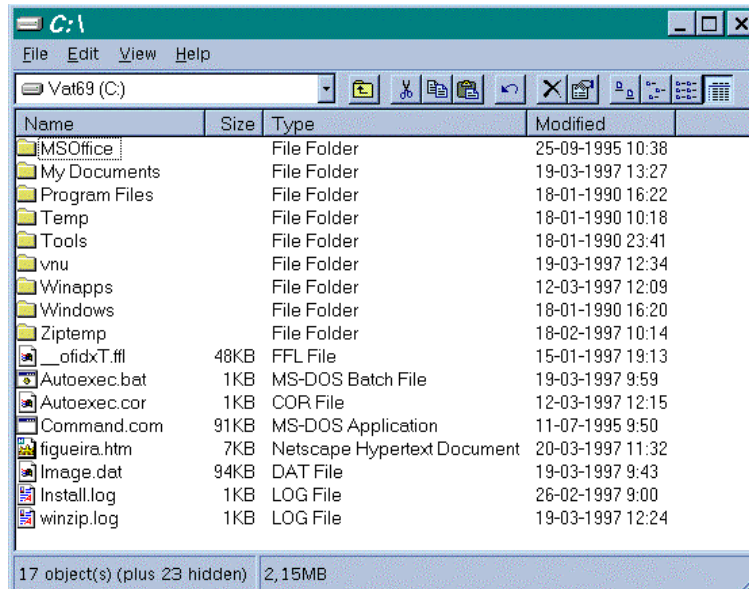 C:\
File Edit View Help
Vat69 (C:)
Name Size Type Modified
MSOffice File Folder 25-09-1995 10:38
My Documents File Folder 19-03-1997 13:27
Program Files File Folder 18-01-1990 16:22
Temp File Folder 18-01-1990 10:18
Tools File Folder 18-01-1990 23:41
vnu File Folder 19-03-1997 12:34
Winapps File Folder 12-03-1997 12:09
Windows File Folder 18-01-1990 16:20
Ziptemp File Folder 18-02-1997 10:14
__ofidxT.ffl 48KB FFL File 15-01-1997 19:13
Autoexec.bat 1KB MS-DOS Batch File 19-03-1997 9:59
Autoexec.cor 1KB COR File 12-03-1997 12:15
Command.com 91KB MS-DOS Application 11-07-1995 9:50
figueira.htm 7KB Netscape Hypertext Document 20-03-1997 11:32
Image.dat 94KB DAT File 19-03-1997 9:43
Install.log 1KB LOG File 26-02-1997 9:00
winzip.log 1KB LOG File 19-03-1997 12:24
17 object(s) (plus 23 hidden) 2,15MB